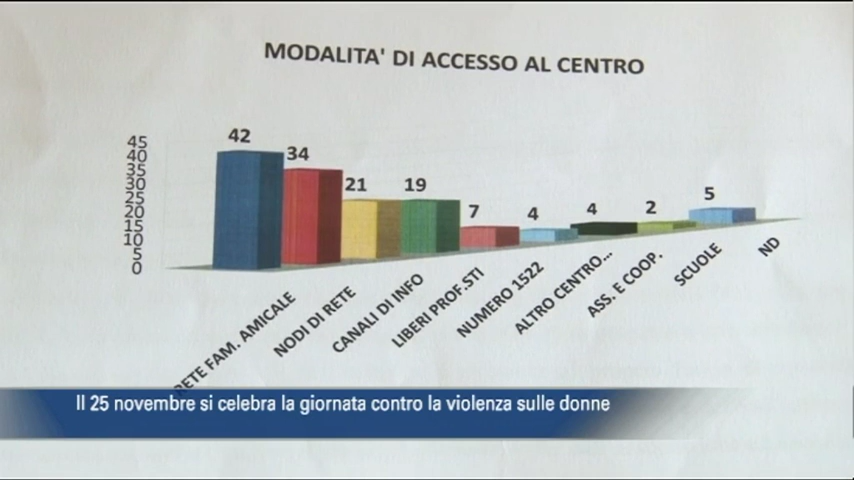 MODALITA' DI ACCESSO AL CENTRO
45
40
35
30
25
20
15
10
5
0
42
34
21
19
7
4
4
2
5
RETE FAM. AMICALE
NODI DI RETE
CANALI DI INFO
LIBERI PROF.STI
NUMERO 1522
ALTRO CENTRO...
ASS. E COOP.
SCUOLE
ND
Il 25 novembre si celebra la giornata contro la violenza sulle donne